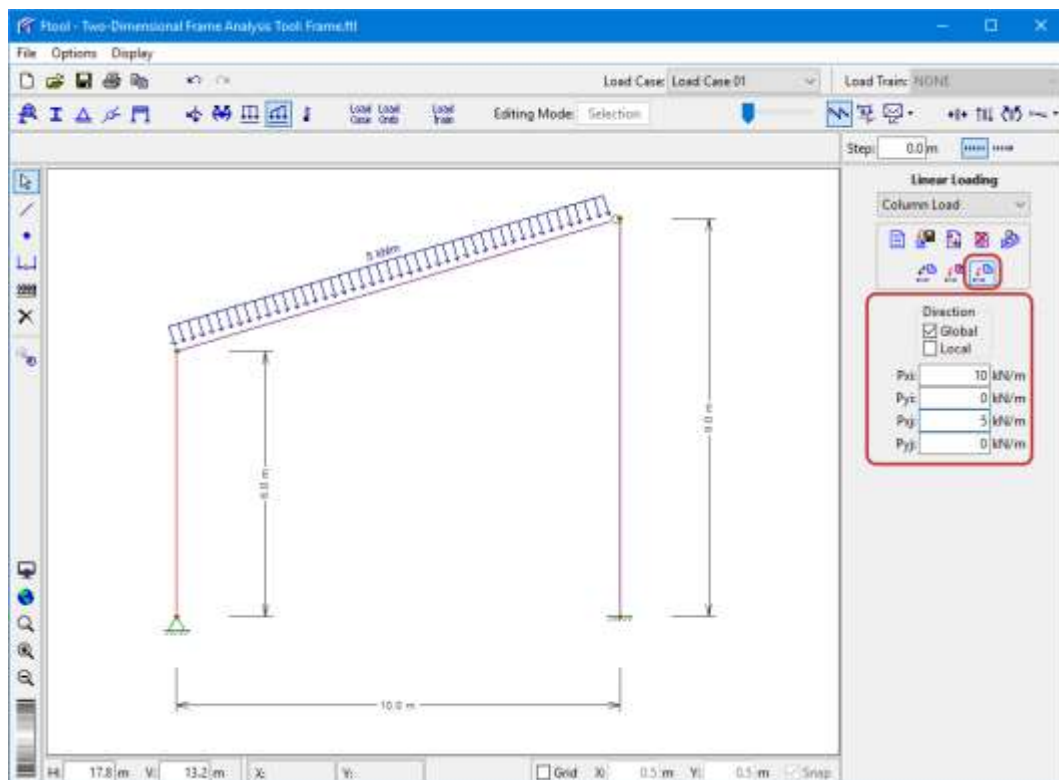 Ftool - Two-Dimensional Frame Analysis Tool: Frame.ftl
File Options Display
Load Case: Load Case 01 Load Train: NONE
Load Case Load Cmb Load Train Editing Mode: Selection
Step: 0.0 m
Linear Loading
Column Load
Direction
Global
Local
Pxi: 10 kN/m
Pyi: 0 kN/m
Pxj: 5 kN/m
Pyj: 0 kN/m
5 kN/m
6.0 m
9.0 m
10.0 m
H: 17.8 m V: 13.2 m X: Y: Grid X: 0.5 m Y: 0.5 m Snap